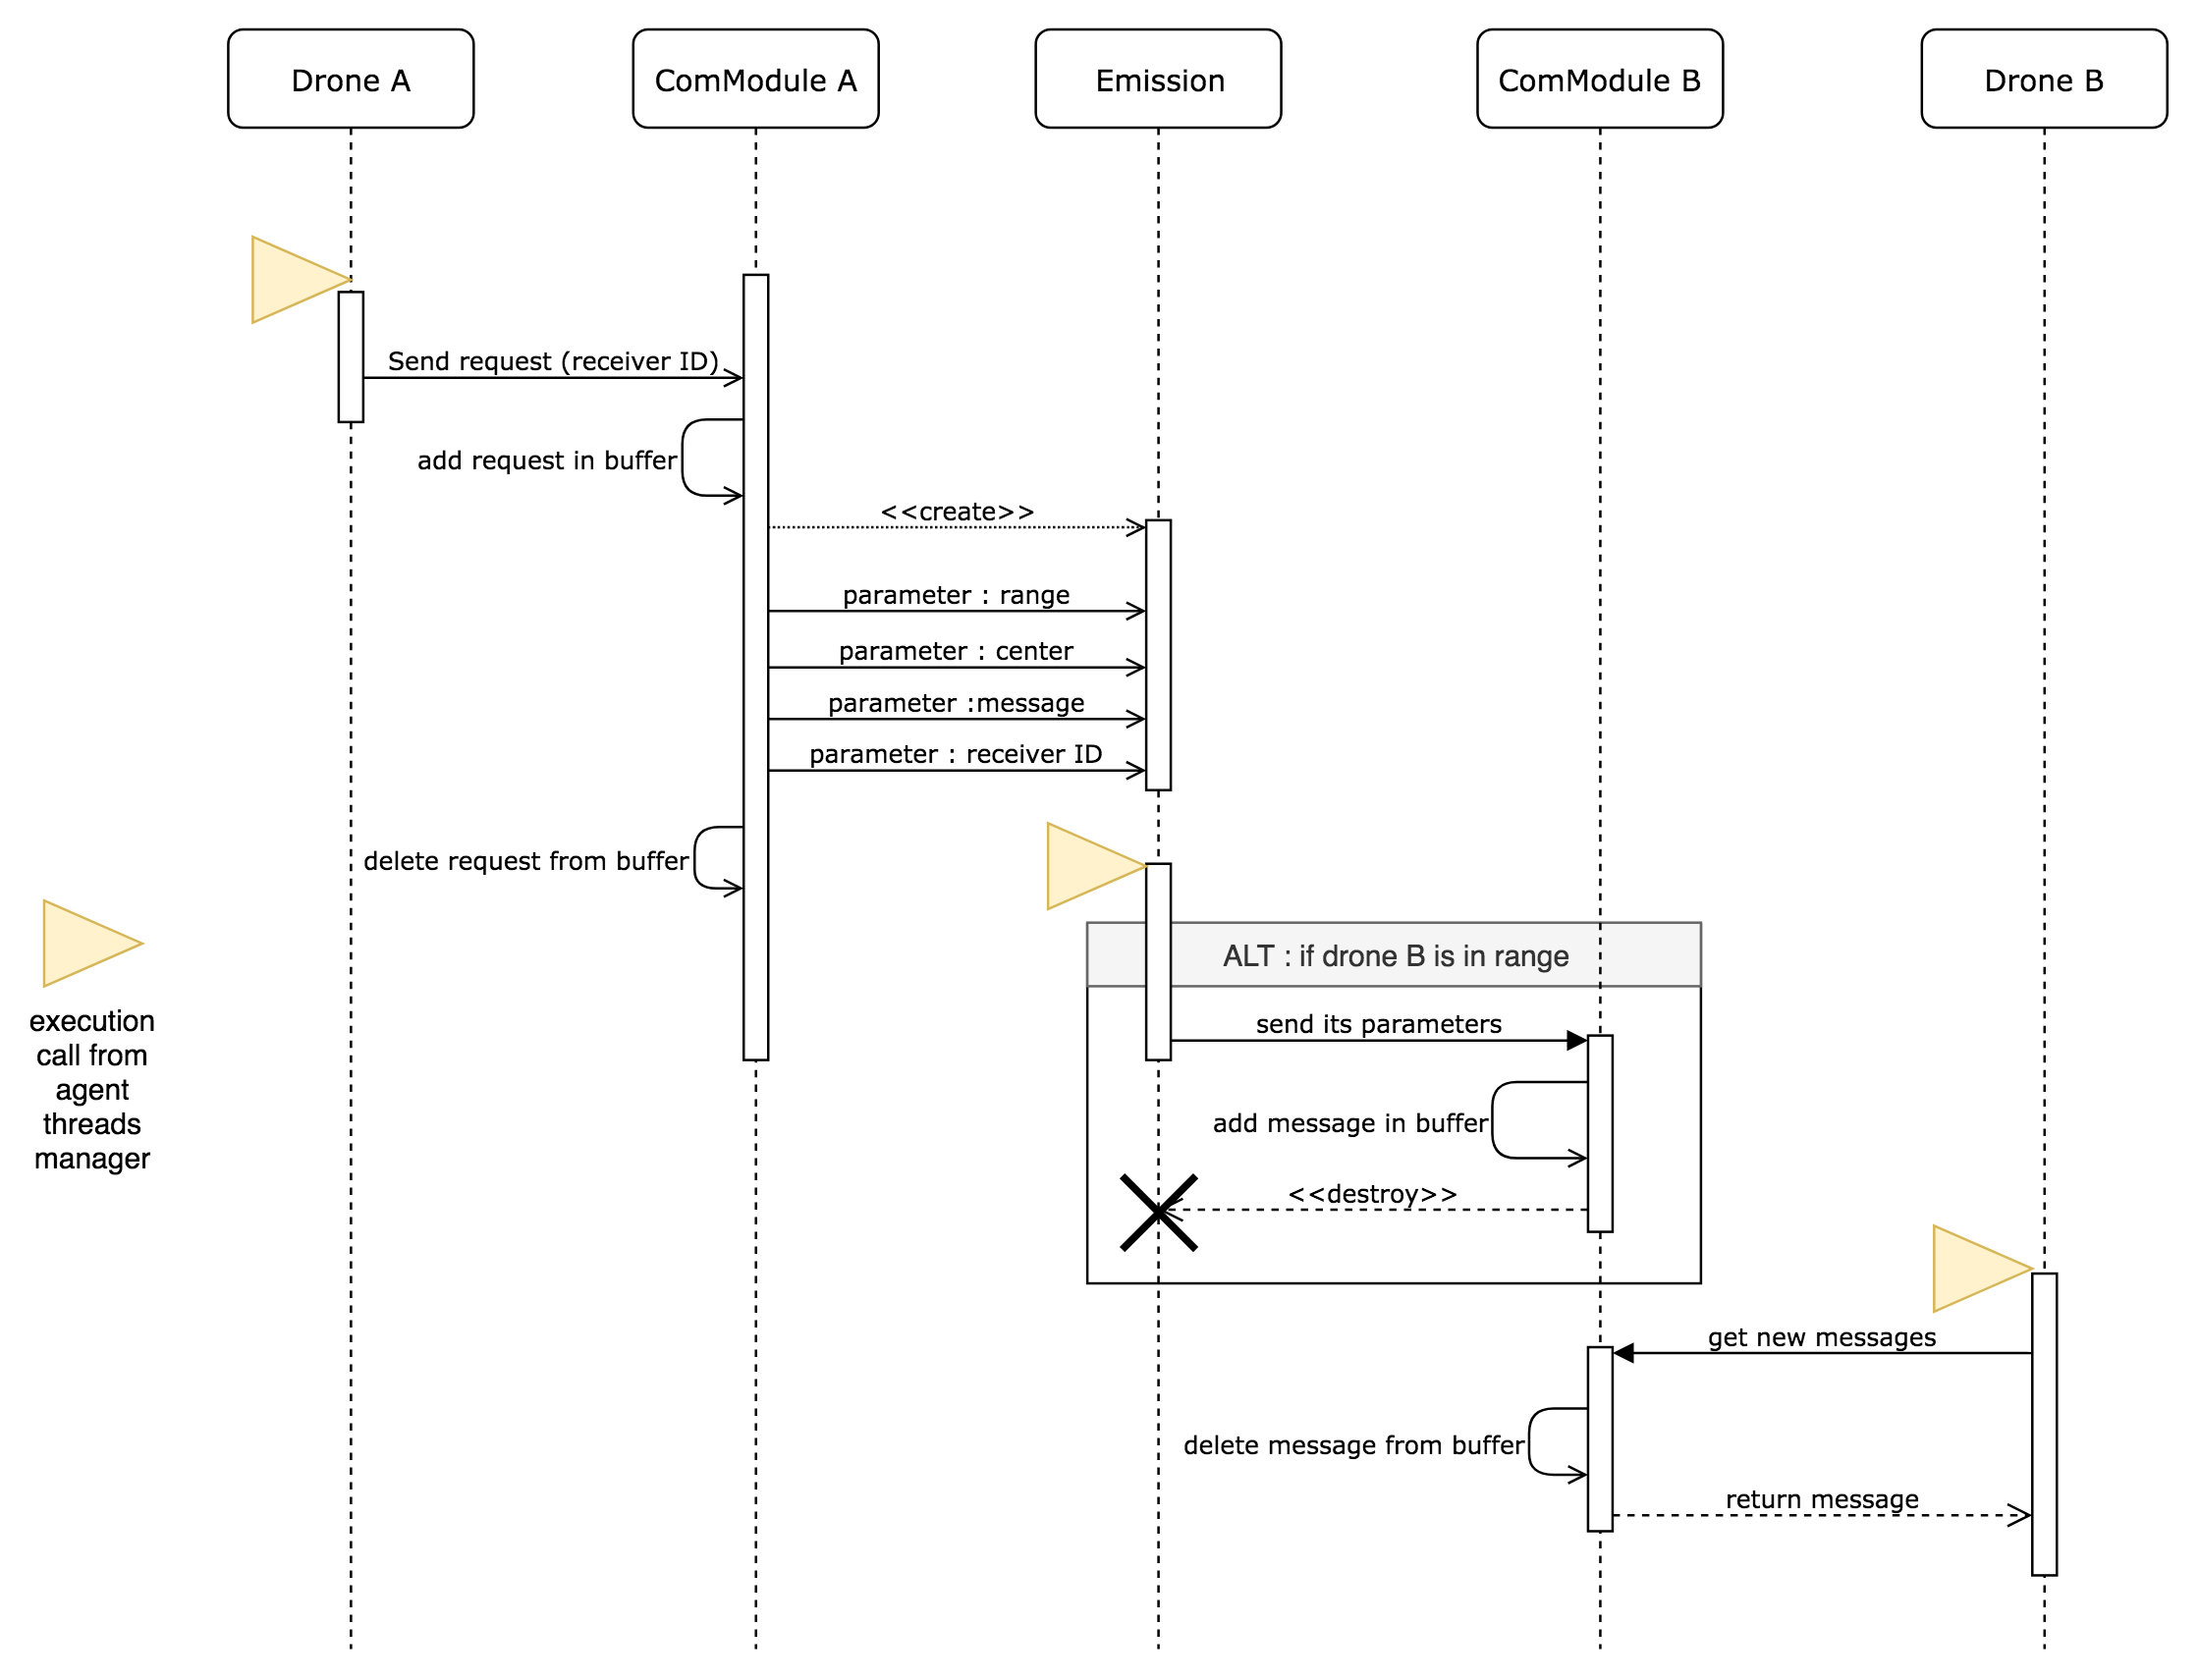 Drone A
ComModule A
Emission
ComModule B
Drone B
Send request (receiver ID)
add request in buffer
<<create>>
parameter : range
parameter : center
parameter :message
parameter : receiver ID
delete request from buffer
execution
call from
agent
threads
manager
ALT : if drone B is in range
send its parameters
add message in buffer
<<destroy>>
get new messages
delete message from buffer
return message